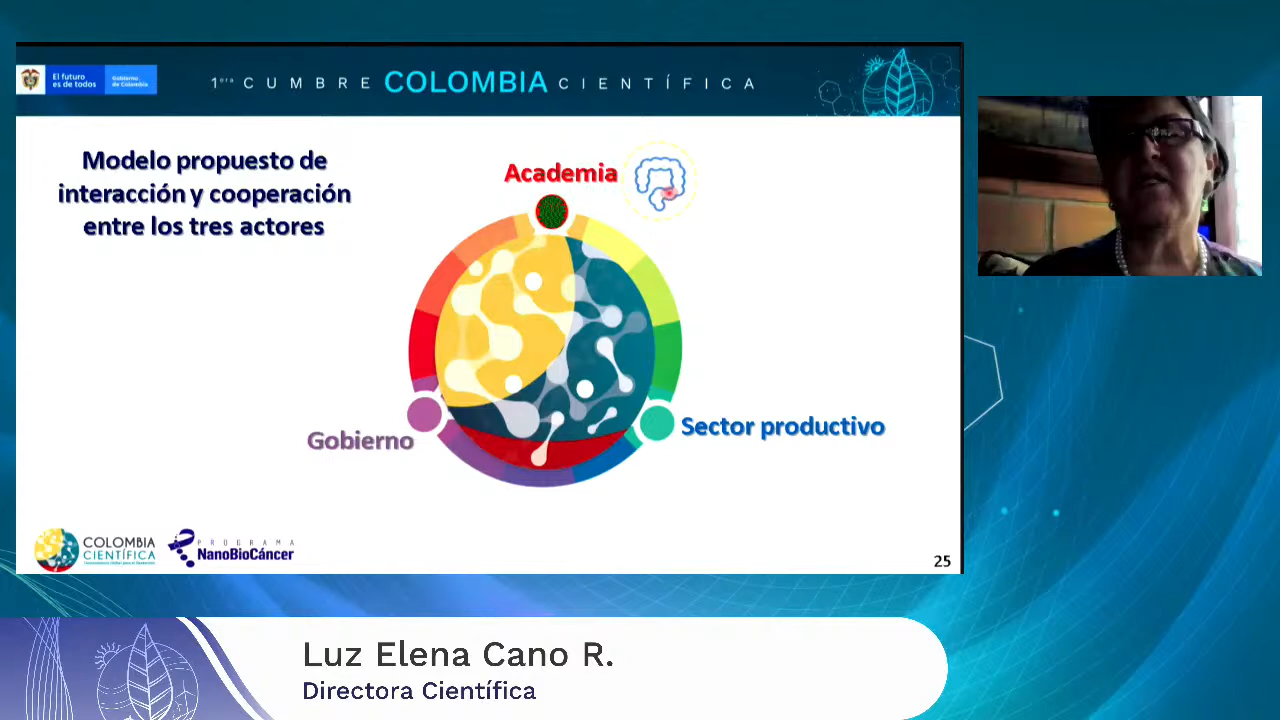 El futuro
es de todos
Gobierno
de Colombia
1era CUMBRE COLOMBIA CIENTÍFICA
Modelo propuesto de
interacción y cooperación
entre los tres actores
Academia
Gobierno
Sector productivo
COLOMBIA
CIENTÍFICA
PROGRAMA
NanoBioCáncer
25
Luz Elena Cano R.
Directora Científica